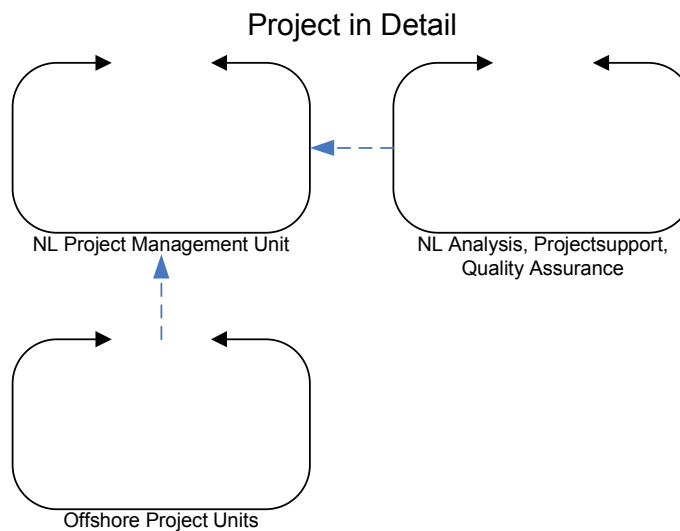 Project in Detail
NL Project Management Unit
NL Analysis, Projectsupport,
Quality Assurance
Offshore Project Units